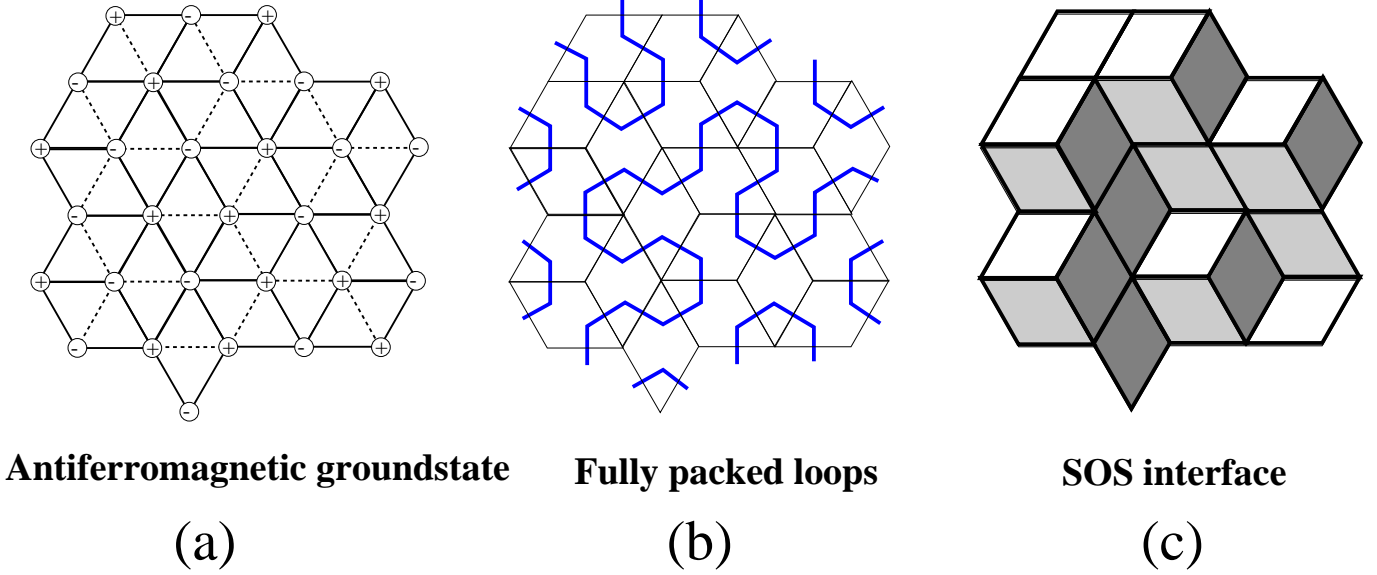 + - +
- + - - +
+ - - + - -
- + + - +
+ - - + + -
- + + - +
-
Antiferromagnetic groundstate Fully packed loops SOS interface
(a) (b) (c)